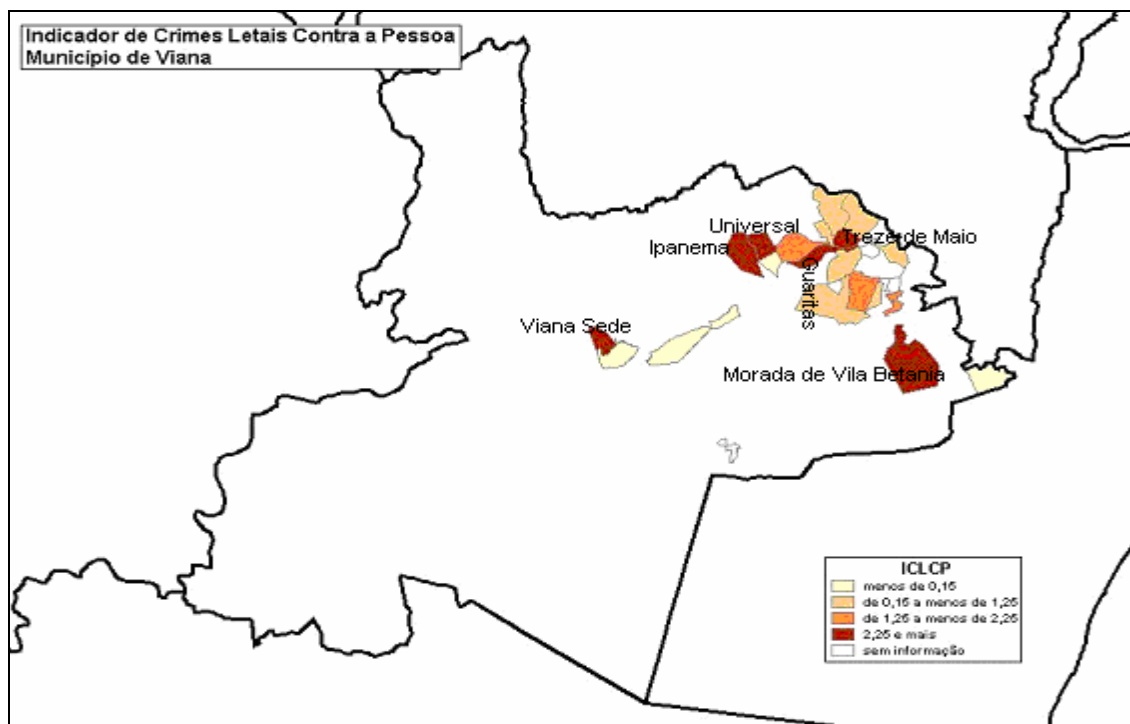 Indicador de Crimes Letais Contra a Pessoa
Município de Viana
Universal
Treze de Maio
Ipanema
Guaritas
Viana Sede
Morada de Vila Betania
ICLCP
menos de 0,15
de 0,15 a menos de 1,25
de 1,25 a menos de 2,25
2,25 e mais
sem informação